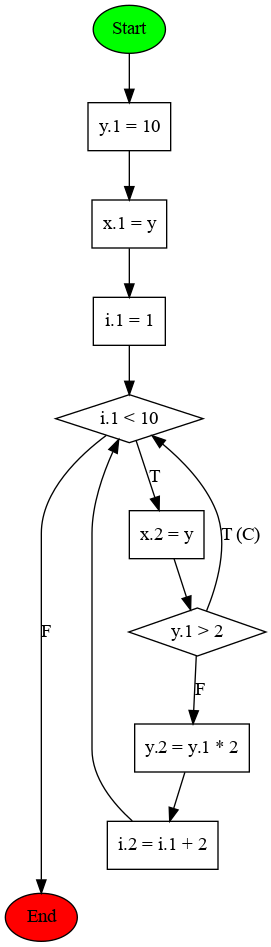 Start
y.1 = 10
x.1 = y
i.1 = 1
i.1 < 10
T
x.2 = y
T (C)
F
y.1 > 2
F
y.2 = y.1 * 2
i.2 = i.1 + 2
End